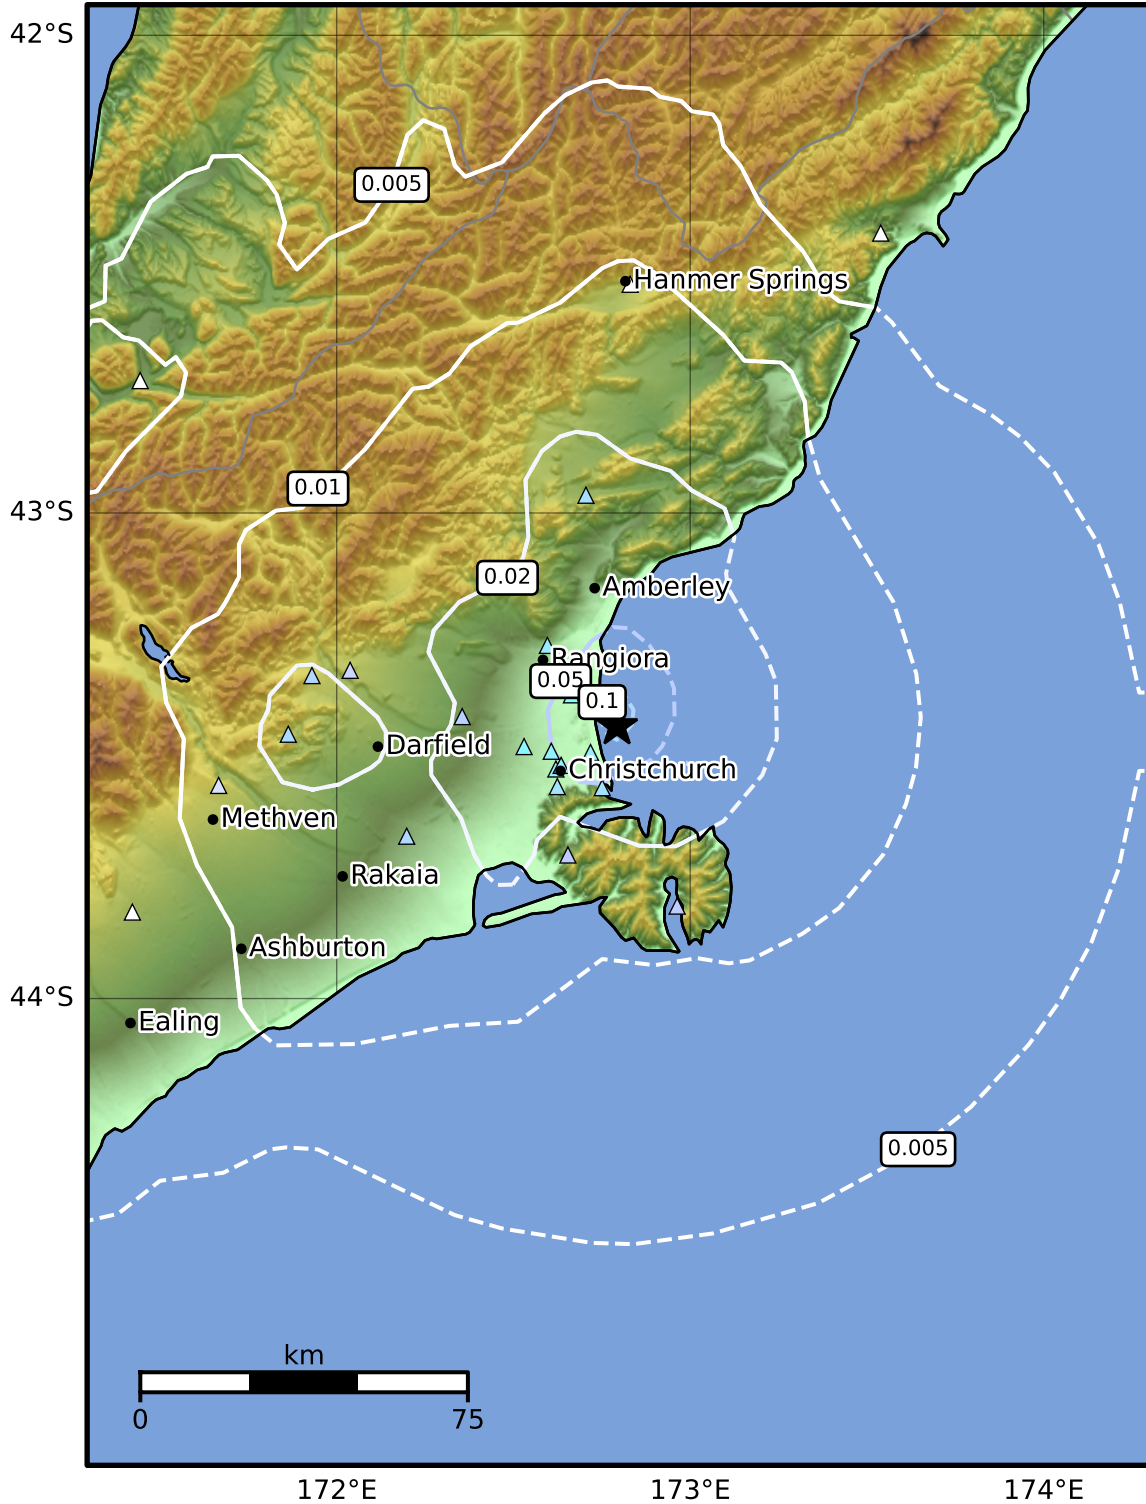 42°S
0.005
Hanmer Springs
0.01
43°S
0.02
Amberley
Rangiora
0.05
0.1
Darfield
Christchurch
Methven
Rakaia
Ashburton
44°S
Ealing
0.005
km
0 75
172°E 173°E 174°E